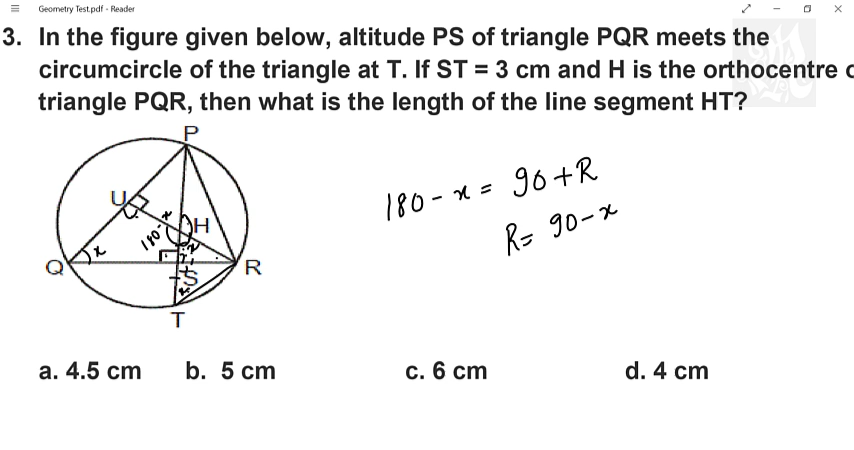 Geometry Test.pdf - Reader
3. In the figure given below, altitude PS of triangle PQR meets the
circumcircle of the triangle at T. If ST = 3 cm and H is the orthocentre
triangle PQR, then what is the length of the line segment HT?
P
U
x
H
180-
x
x
Q
S
R
x
T
180 - x = 90 + R
R = 90 - x
a. 4.5 cm b. 5 cm c. 6 cm d. 4 cm